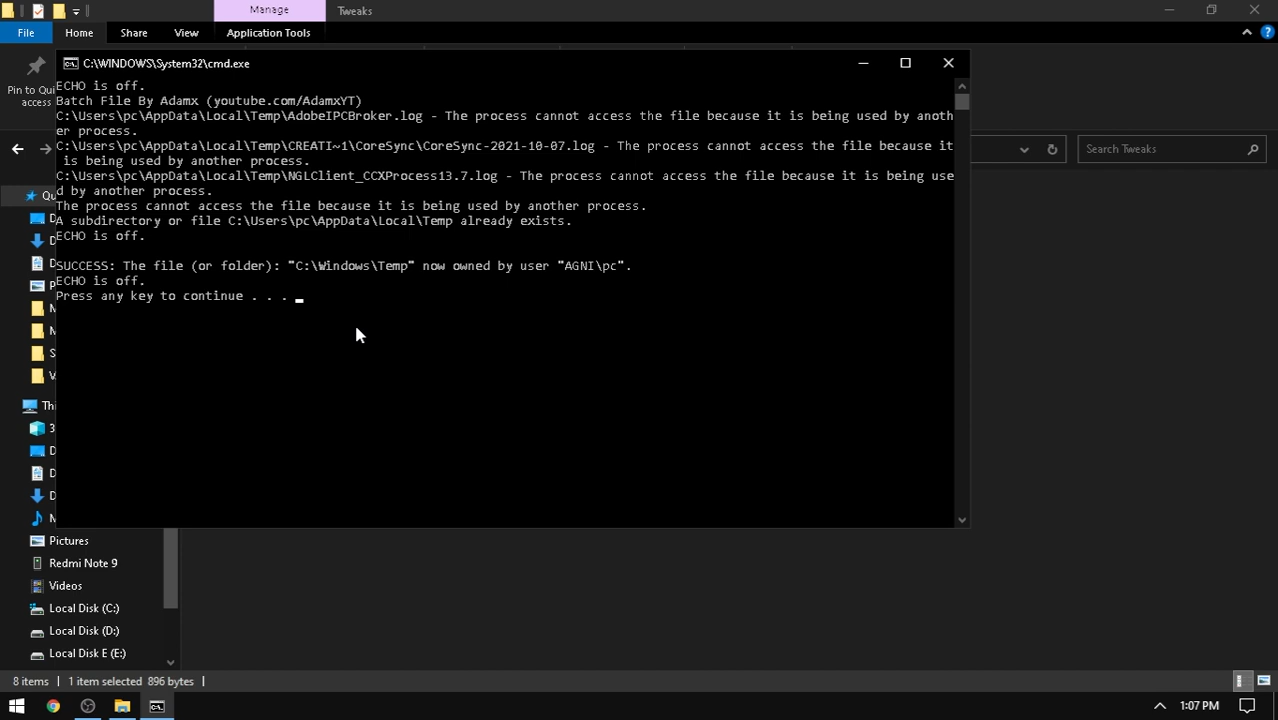 Manage
Tweaks
File
Home
Share
View
Application Tools
Pin to Qui
access
C:\WINDOWS\System32\cmd.exe
ECHO is off.
Batch File By Adamx (youtube.com/AdamxYT)
C:\Users\pc\AppData\Local\Temp\AdobeIPCBroker.log - The process cannot access the file because it is being used by anoth
er process.
C:\Users\pc\AppData\Local\Temp\CREATI~1\CoreSync\CoreSync-2021-10-07.log - The process cannot access the file because it
is being used by another process.
C:\Users\pc\AppData\Local\Temp\NGLClient_CCXProcess13.7.log - The process cannot access the file because it is being use
d by another process.
The process cannot access the file because it is being used by another process.
A subdirectory or file C:\Users\pc\AppData\Local\Temp already exists.
ECHO is off.
SUCCESS: The file (or folder): "C:\Windows\Temp" now owned by user "AGNI\pc".
ECHO is off.
Press any key to continue . . .
Search Tweaks
Qu
D
D
D
P
M
M
S
V
Thi
3
D
D
D
M
Pictures
Redmi Note 9
Videos
Local Disk (C:)
Local Disk (D:)
Local Disk E (E:)
8 items
1 item selected 896 bytes
1:07 PM